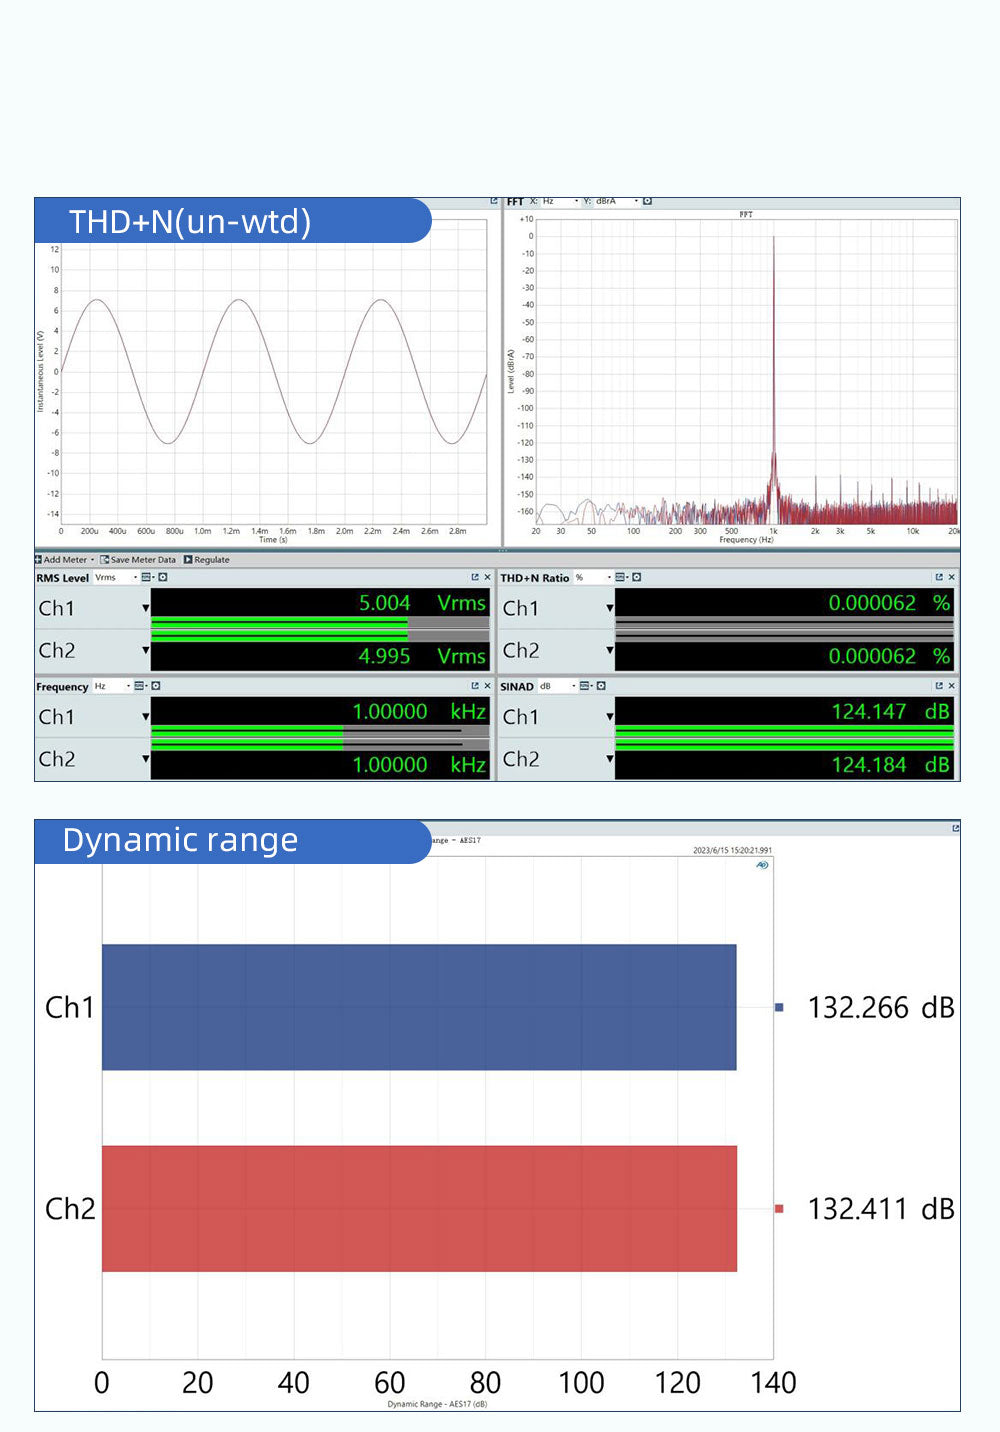 THD+N(un-wtd)
FFT X: Hz Y: dBrA
FFT
12
10
8
6
4
2
0
-2
-4
-6
-8
-10
-12
-14
Instantaneous Level (V)
0 200u 400u 600u 800u 1.0m 1.2m 1.4m 1.6m 1.8m 2.0m 2.2m 2.4m 2.6m 2.8m
Time (s)
+10
0
-10
-20
-30
-40
-50
-60
-70
-80
-90
-100
-110
-120
-130
-140
-150
-160
Level (dBrA)
20 30 50 100 200 300 500 1k 2k 3k 5k 10k 20k
Frequency (Hz)
Add Meter Save Meter Data Regulate
RMS Level Vrms
Ch1 5.004 Vrms
Ch2 4.995 Vrms
THD+N Ratio %
Ch1 0.000062 %
Ch2 0.000062 %
Frequency Hz
Ch1 1.00000 kHz
Ch2 1.00000 kHz
SINAD dB
Ch1 124.147 dB
Ch2 124.184 dB
Dynamic range
ange - AES17
2023/6/15 15:20:21.991
Ch1 132.266 dB
Ch2 132.411 dB
0 20 40 60 80 100 120 140
Dynamic Range - AES17 (dB)